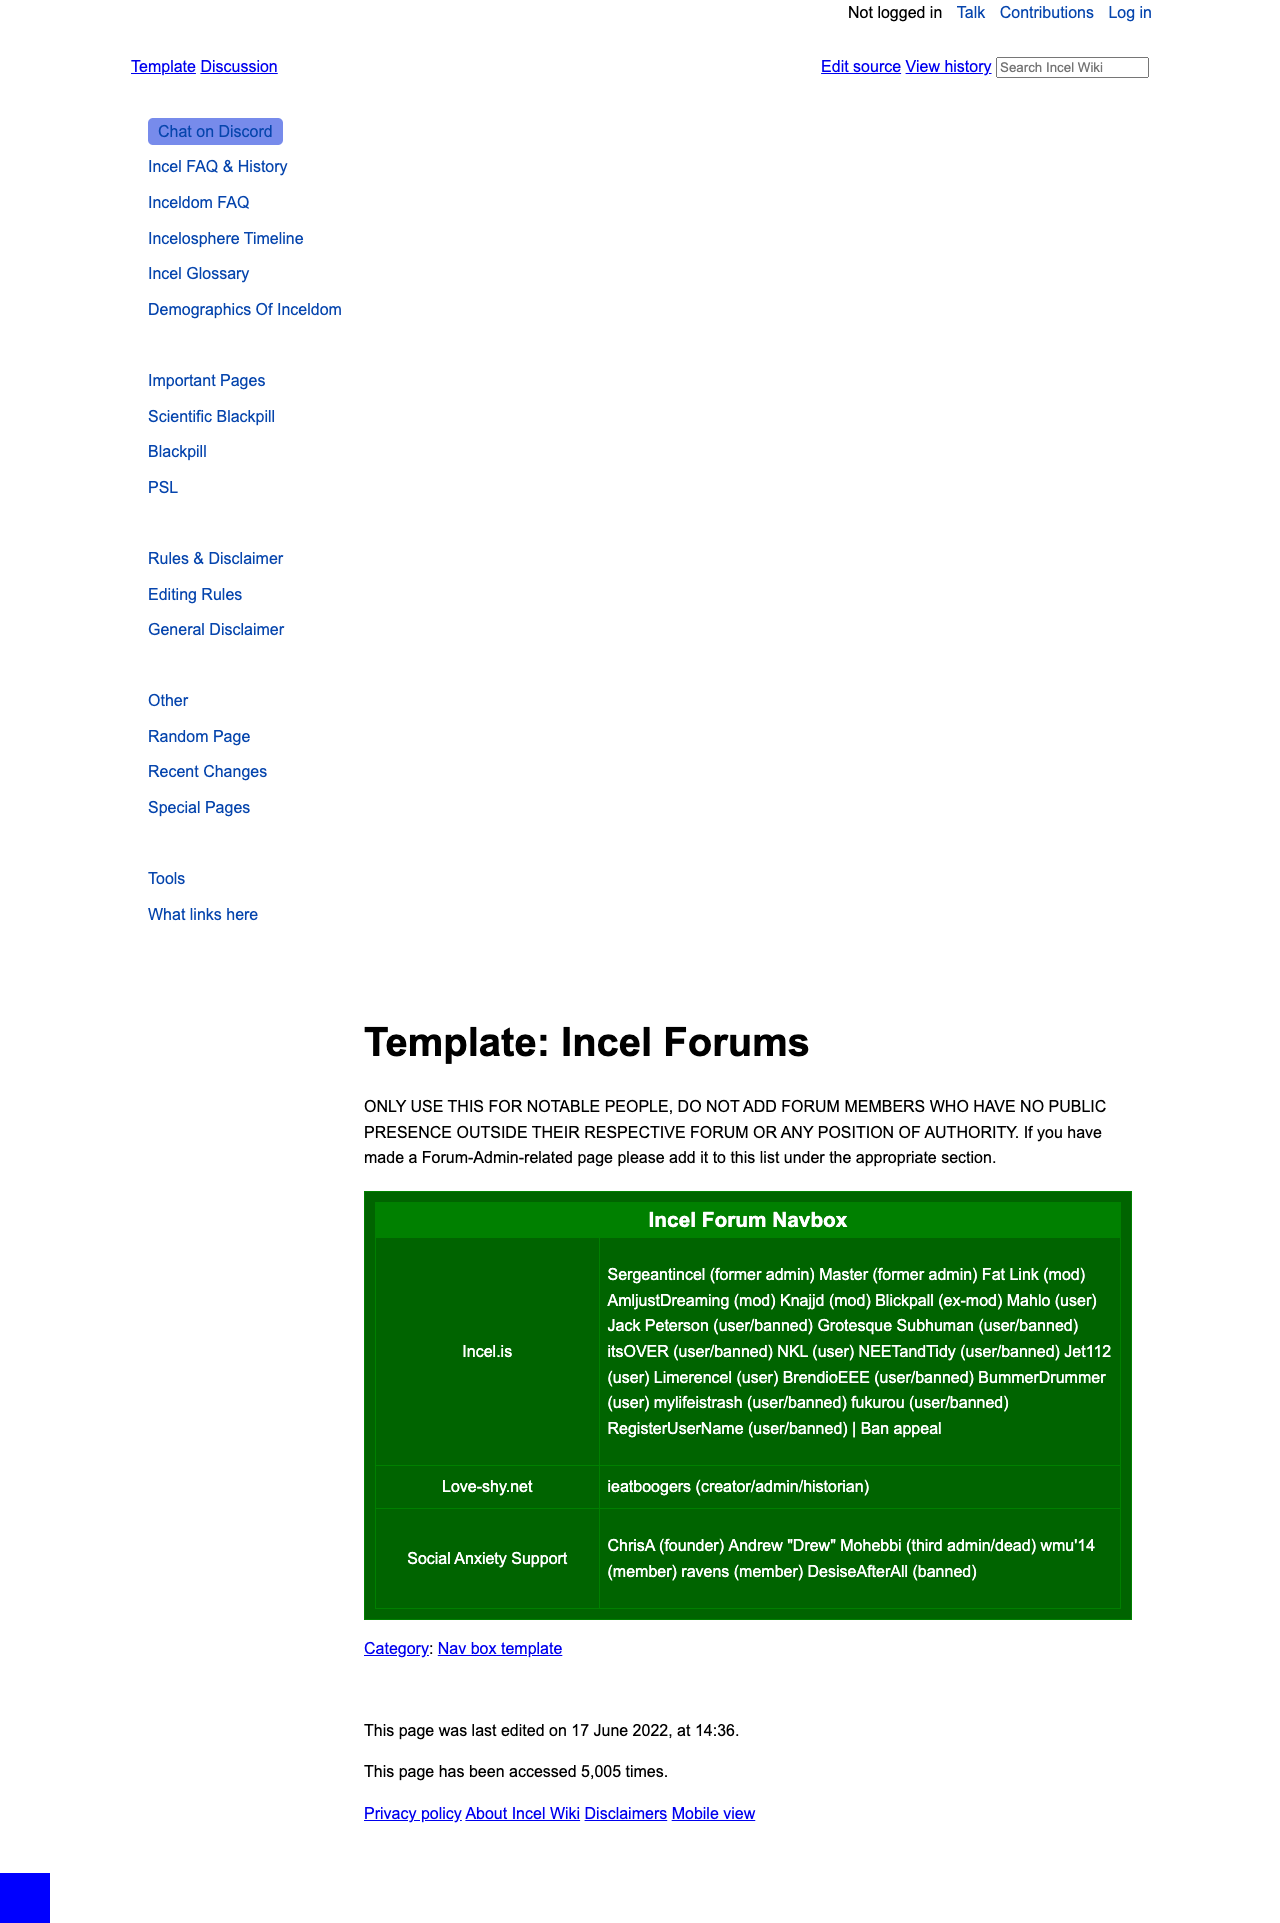 Not logged in Talk Contributions Log in
Template Discussion Edit source View history Search Incel Wiki
Chat on Discord
Incel FAQ & History
Inceldom FAQ
Incelosphere Timeline
Incel Glossary
Demographics Of Inceldom
Important Pages
Scientific Blackpill
Blackpill
PSL
Rules & Disclaimer
Editing Rules
General Disclaimer
Other
Random Page
Recent Changes
Special Pages
Tools
What links here
Template: Incel Forums
ONLY USE THIS FOR NOTABLE PEOPLE, DO NOT ADD FORUM MEMBERS WHO HAVE NO PUBLIC
PRESENCE OUTSIDE THEIR RESPECTIVE FORUM OR ANY POSITION OF AUTHORITY. If you have
made a Forum-Admin-related page please add it to this list under the appropriate section.
Incel Forum Navbox
Incel.is
Sergeantincel (former admin) Master (former admin) Fat Link (mod)
AmljustDreaming (mod) Knajjd (mod) Blickpall (ex-mod) Mahlo (user)
Jack Peterson (user/banned) Grotesque Subhuman (user/banned)
itsOVER (user/banned) NKL (user) NEETandTidy (user/banned) Jet112
(user) Limerencel (user) BrendioEEE (user/banned) BummerDrummer
(user) mylifeistrash (user/banned) fukurou (user/banned)
RegisterUserName (user/banned) | Ban appeal
Love-shy.net
ieatboogers (creator/admin/historian)
Social Anxiety Support
ChrisA (founder) Andrew "Drew" Mohebbi (third admin/dead) wmu'14
(member) ravens (member) DesiseAfterAll (banned)
Category: Nav box template
This page was last edited on 17 June 2022, at 14:36.
This page has been accessed 5,005 times.
Privacy policy About Incel Wiki Disclaimers Mobile view